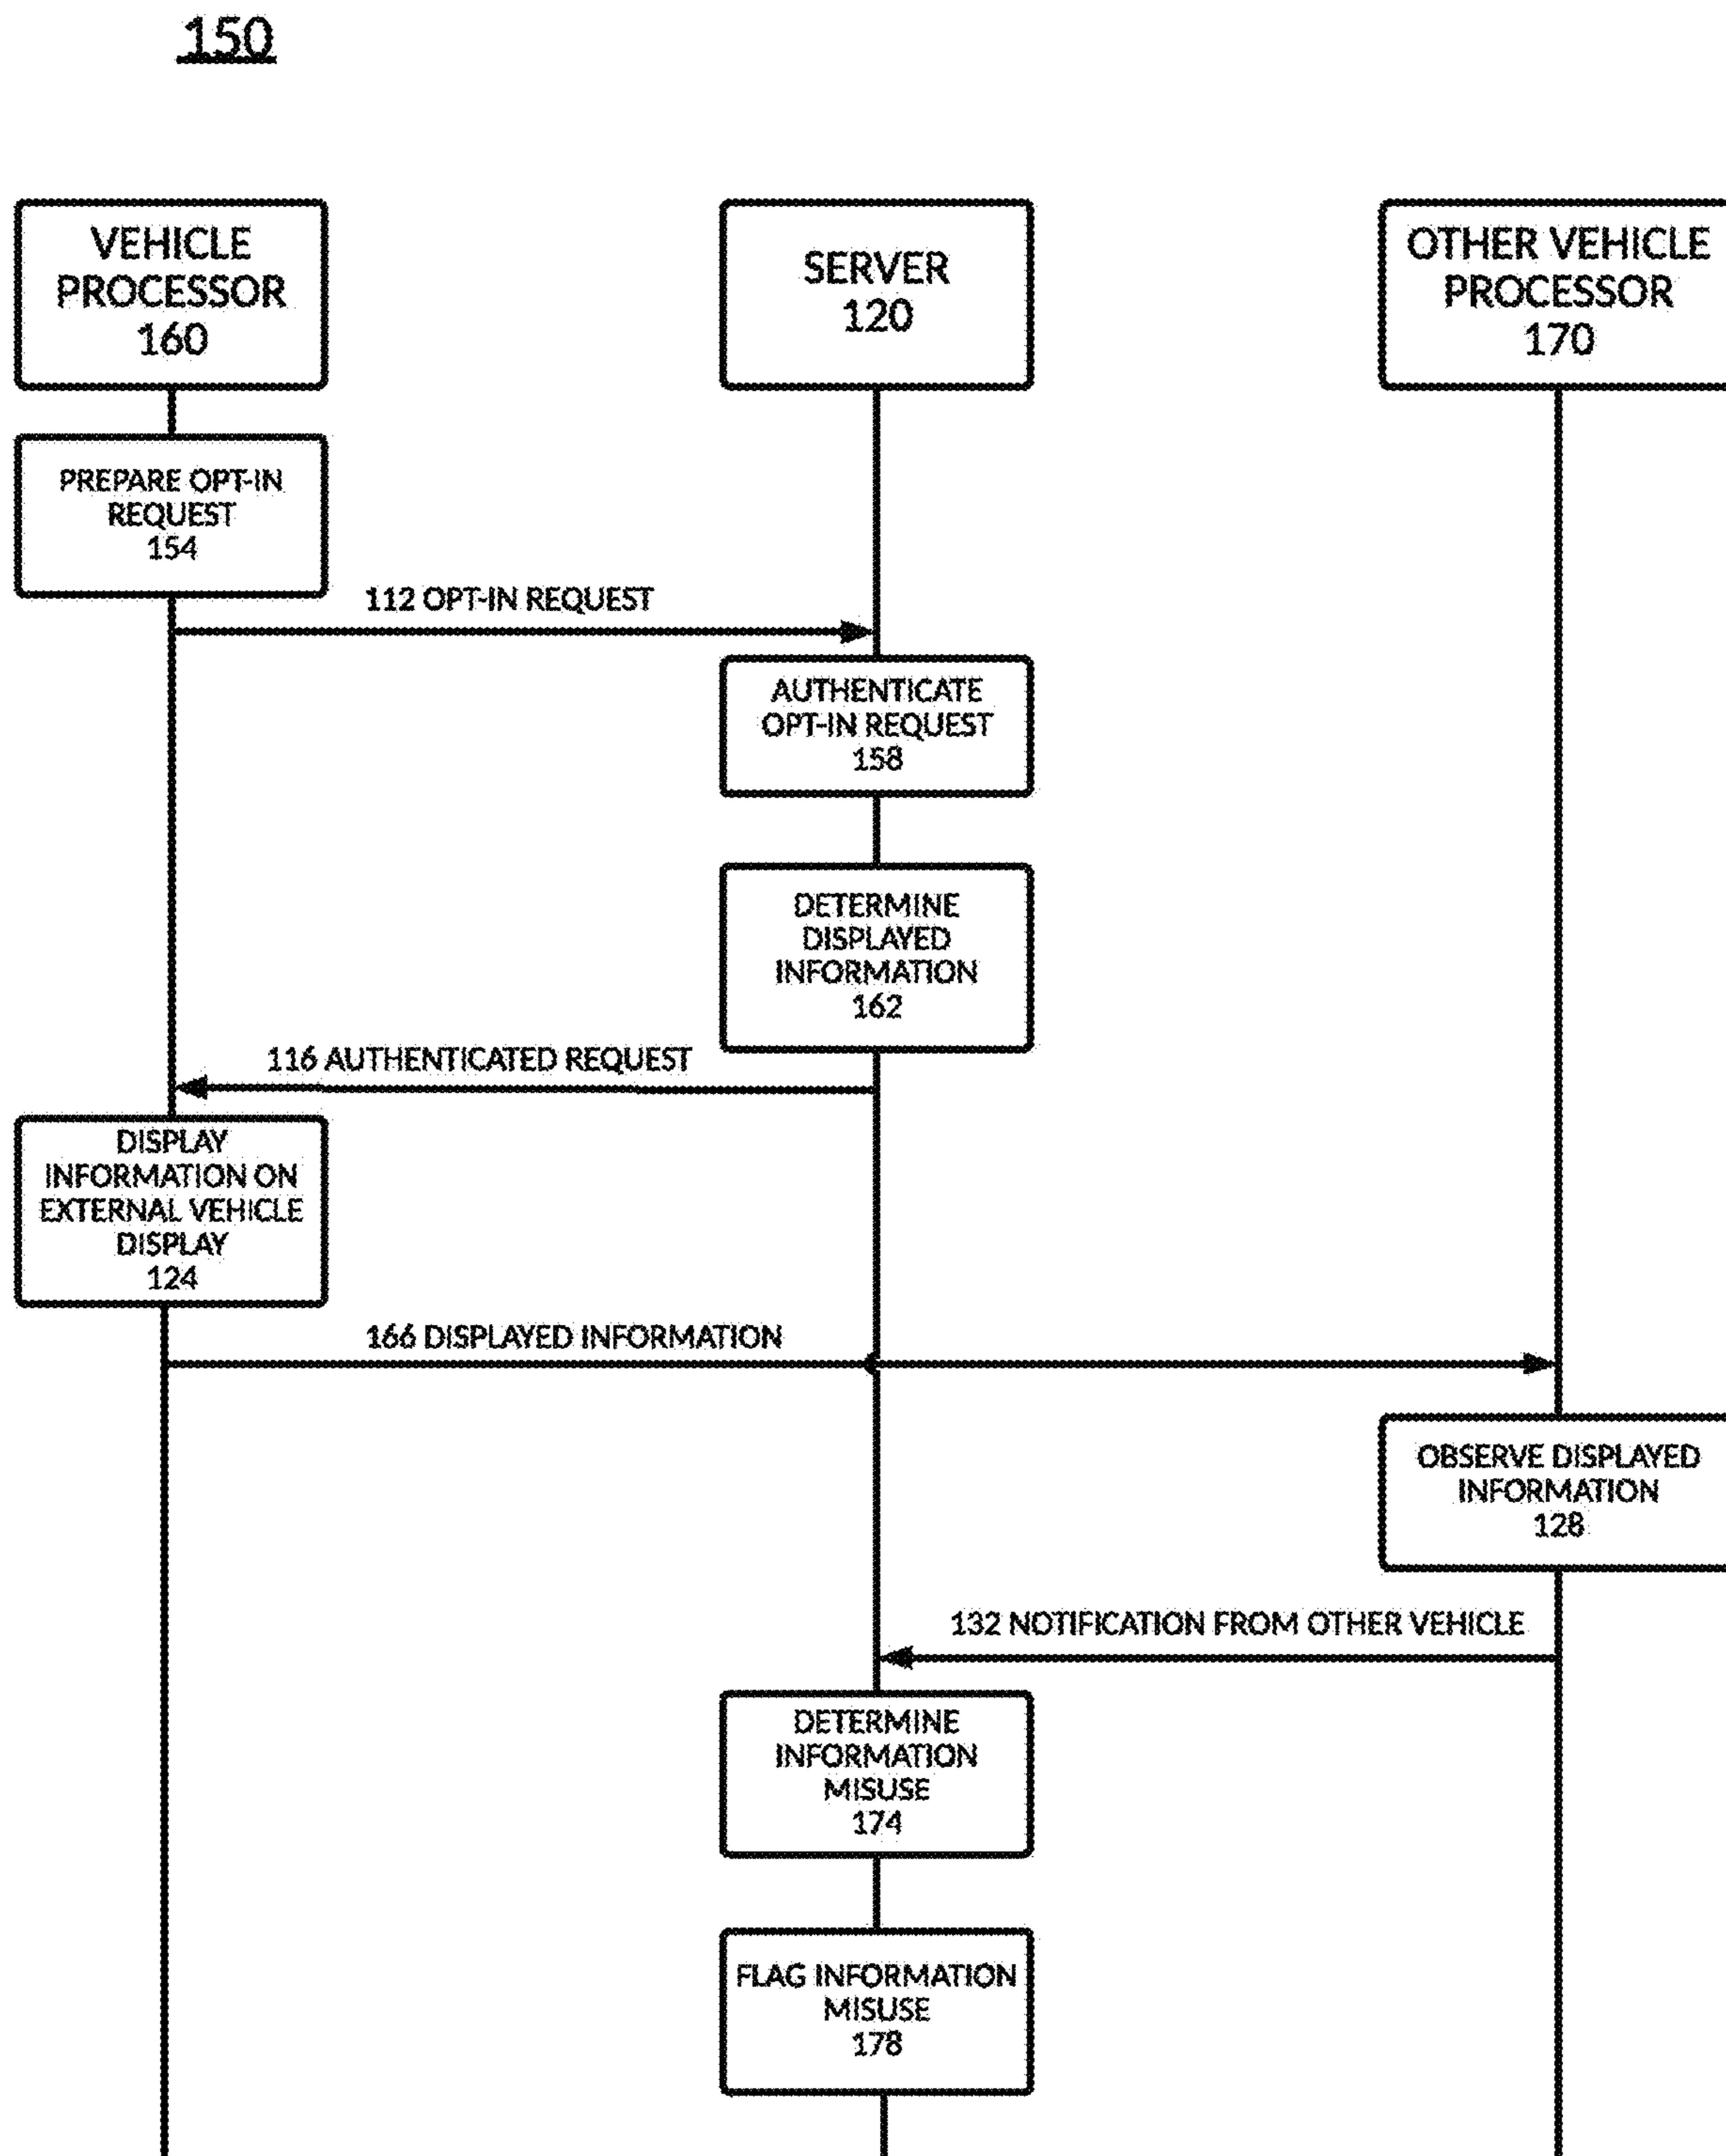 150
VEHICLE
PROCESSOR
160
SERVER
120
OTHER VEHICLE
PROCESSOR
170
PREPARE OPT-IN
REQUEST
154
112 OPT-IN REQUEST
AUTHENTICATE
OPT-IN REQUEST
158
DETERMINE
DISPLAYED
INFORMATION
162
116 AUTHENTICATED REQUEST
DISPLAY
INFORMATION ON
EXTERNAL VEHICLE
DISPLAY
124
166 DISPLAYED INFORMATION
OBSERVE DISPLAYED
INFORMATION
128
132 NOTIFICATION FROM OTHER VEHICLE
DETERMINE
INFORMATION
MISUSE
174
FLAG INFORMATION
MISUSE
178